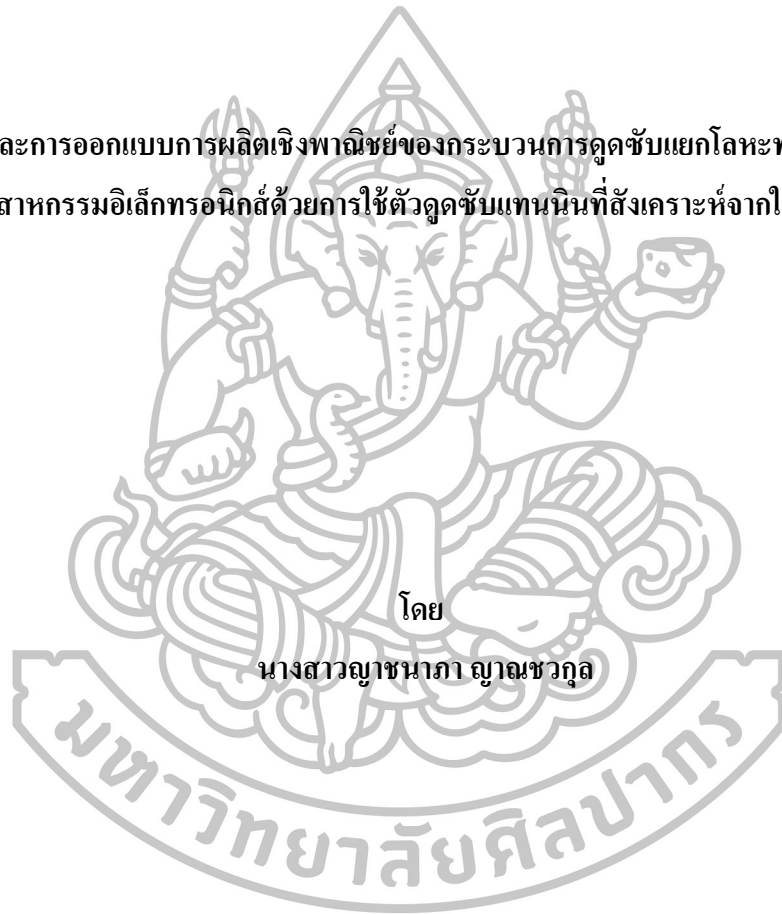 ละการออกแบบการผลิตเชิงพาณิชย์ของกระบวนการดูดซับแยกโลหะ
สาหกรรมอิเล็กทรอนิกส์ด้วยการใช้ตัวดูดซับแทนนินที่สังเคราะห์จากใ
โดย
นางสาวญาชนาภา ญาณชวกุล
มหาวิทยาลัยศิลปากร